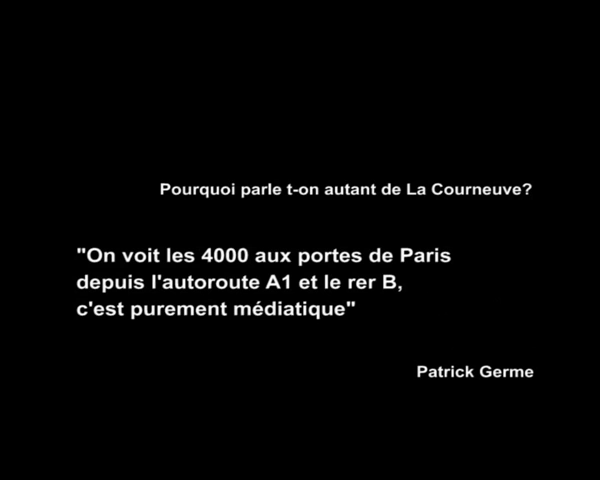 Pourquoi parle t-on autant de La Courneuve?
"On voit les 4000 aux portes de Paris
depuis l'autoroute A1 et le rer B,
c'est purement médiatique"
Patrick Germe